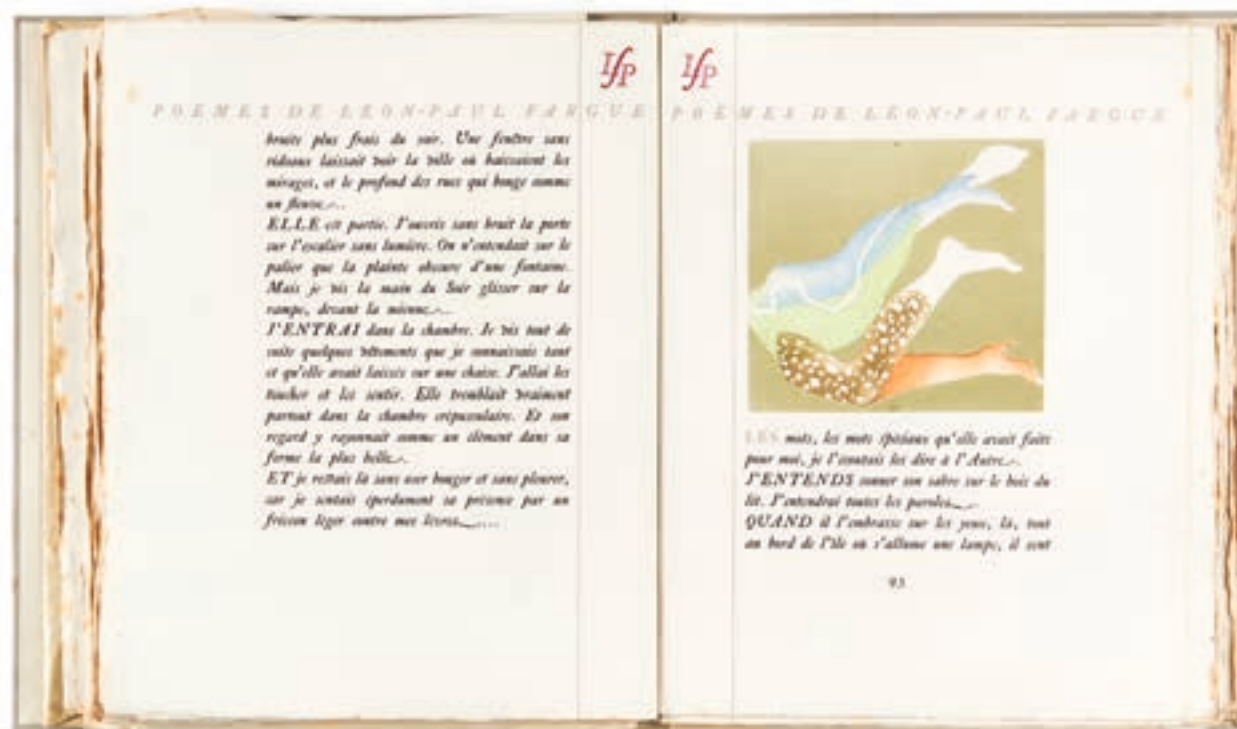 LfP
POËMES DE LÉON-PAUL FARGUE
bruits plus frais du soir. Une fenêtre sans
rideaux laissait voir la ville où baissaient les
mirages, et le profond des rues qui bouge comme
un fleuve
ELLE est partie. J'ouvris sans bruit la porte
sur l'escalier sans lumière. On n'entendait sur le
palier que la plainte obscure d'une fontaine.
Mais je vis la main du Soir glisser sur la
rampe, devant la mienne
J'ENTRAI dans la chambre. Je vis tout de
suite quelques vêtements que je connaissais tant
et qu'elle avait laissés sur une chaise. J'allai les
toucher et les sentir. Elle troublait vraiment
partout dans la chambre crépusculaire. Et son
regard y rayonnait comme un élément dans sa
forme la plus belle
ET je restais là sans oser bouger et sans pleurer,
car je sentais éperdument sa présence par un
frisson léger contre mes lèvres....
LfP
POËMES DE LÉON-PAUL FARGUE
LES mots, les mots spéciaux qu'elle avait faits
pour moi, je l'écoutais les dire à l'Autre
J'ENTENDS sonner son sabre sur le bois du
lit. J'entendrai toutes les paroles
QUAND il l'embrasse sur les yeux, là, tout
au bord de l'île où s'allume une lampe, il sent
93